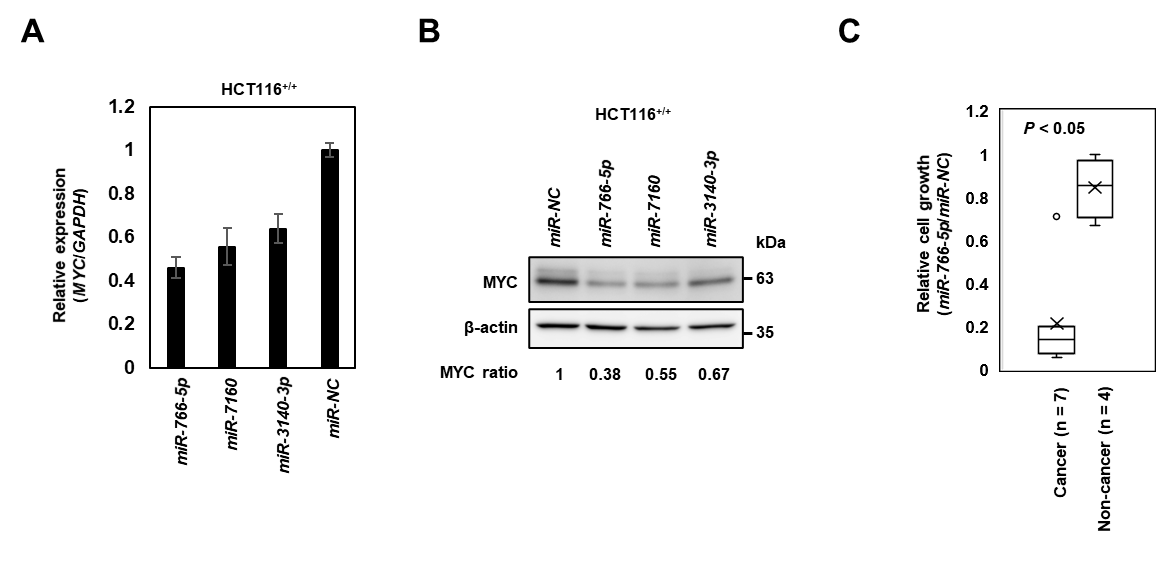 A
HCT116+/+
Relative expression
(MYC/GAPDH)
1.2
1
0.8
0.6
0.4
0.2
0
miR-766-5p
miR-7160
miR-3140-3p
miR-NC
B
HCT116+/+
miR-NC
miR-766-5p
miR-7160
miR-3140-3p
kDa
MYC
63
β-actin
35
MYC ratio 1 0.38 0.55 0.67
C
Relative cell growth
(miR-766-5p/miR-NC)
1.2
1
0.8
0.6
0.4
0.2
0
P < 0.05
Cancer (n = 7)
Non-cancer (n = 4)